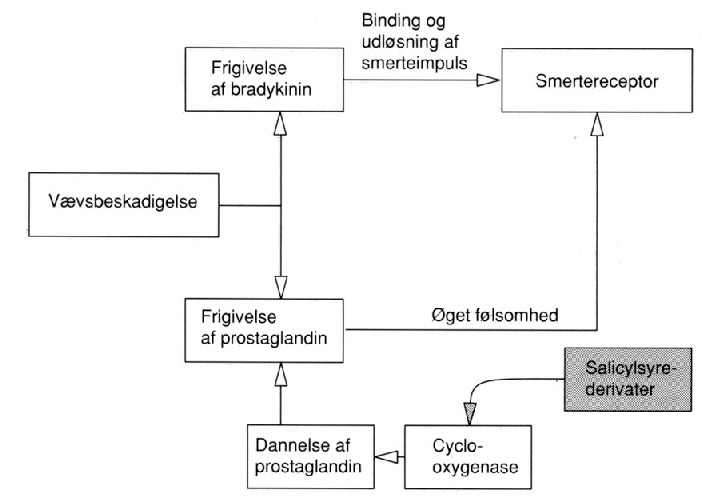 Binding og
udløsning af
smerteimpuls
Frigivelse
af bradykinin
Smertereceptor
Vævsbeskadigelse
Frigivelse
af prostaglandin
Øget følsomhed
Salicylsyre-
derivater
Dannelse af
prostaglandin
Cyclo-
oxygenase